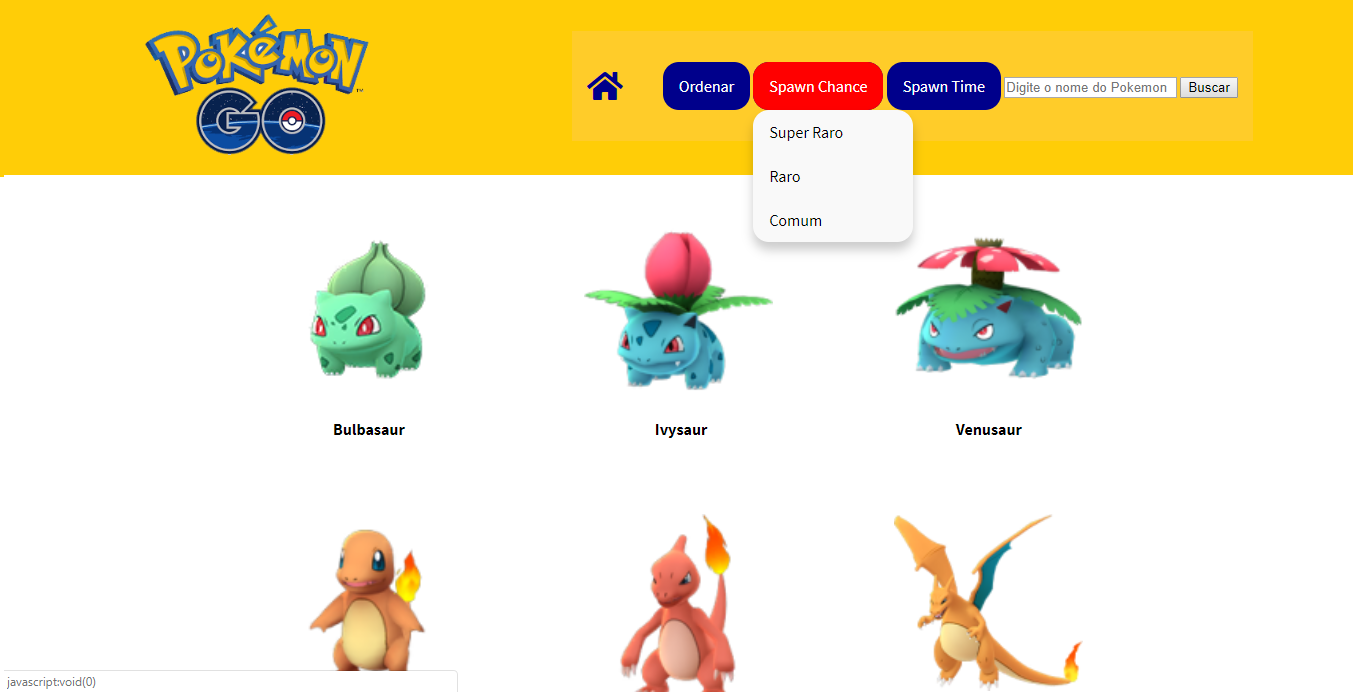 POKéMON
GO
TM
Ordenar
Spawn Chance
Spawn Time
Digite o nome do Pokemon
Buscar
Super Raro
Raro
Comum
Bulbasaur
Ivysaur
Venusaur
javascript:void(0)